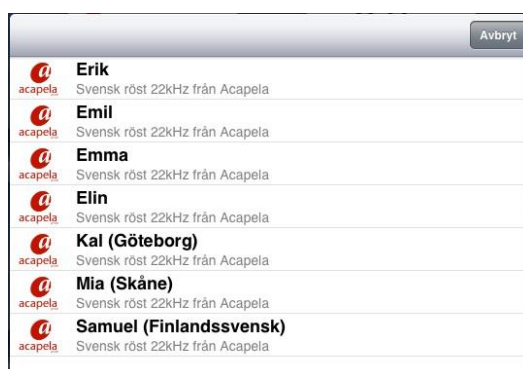 Avbryt
Erik
acapela Svensk röst 22kHz från Acapela
Emil
acapela Svensk röst 22kHz från Acapela
Emma
acapela Svensk röst 22kHz från Acapela
Elin
acapela Svensk röst 22kHz från Acapela
Kal (Göteborg)
acapela Svensk röst 22kHz från Acapela
Mia (Skåne)
acapela Svensk röst 22kHz från Acapela
Samuel (Finlandssvensk)
acapela Svensk röst 22kHz från Acapela